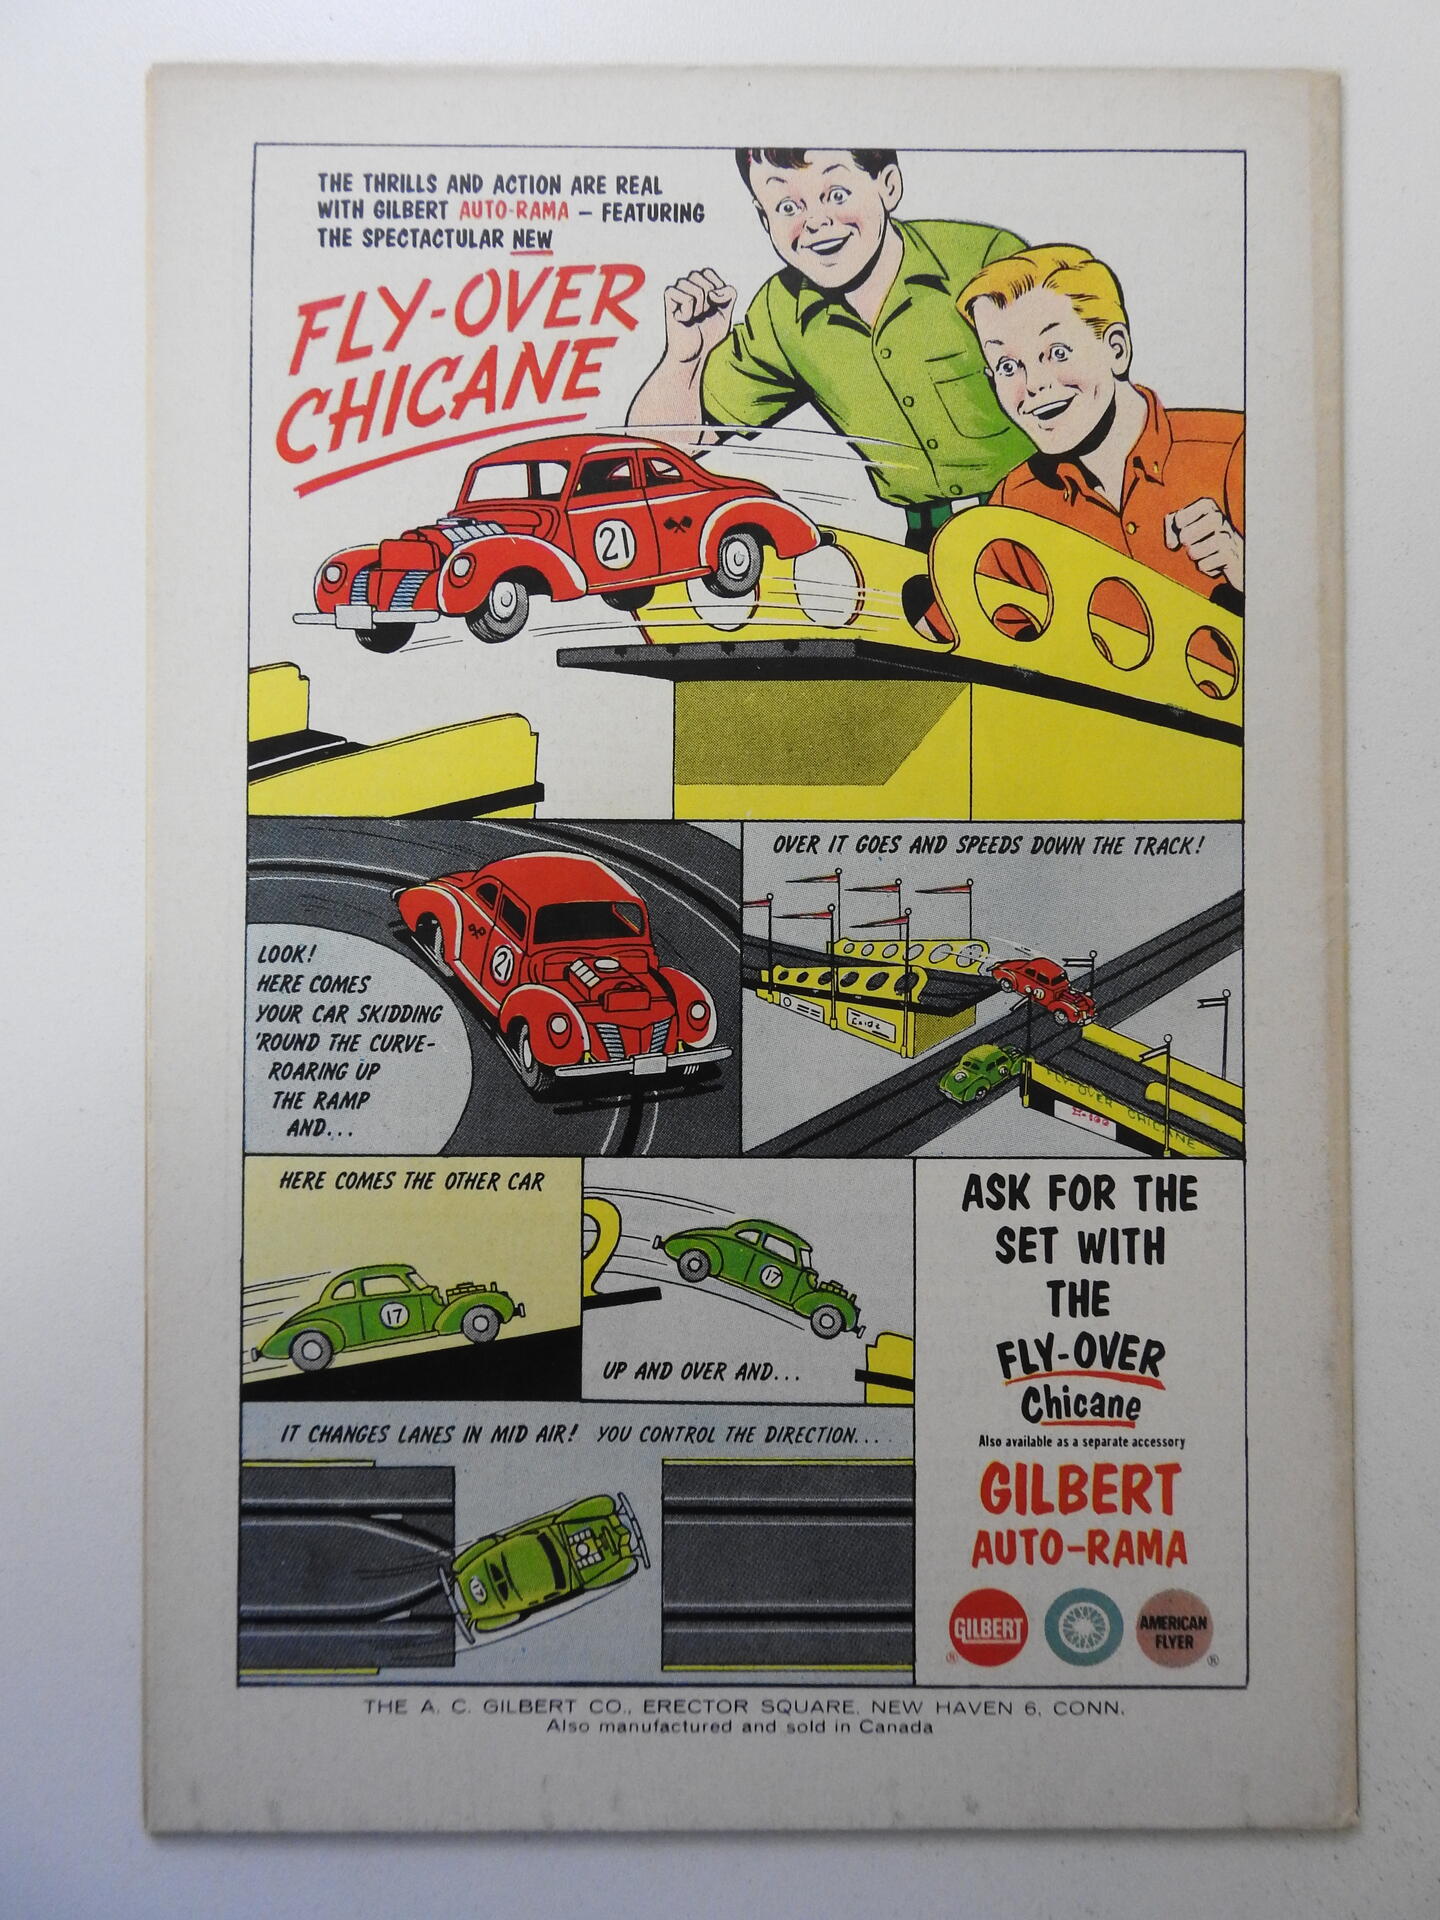 THE THRILLS AND ACTION ARE REAL
WITH GILBERT AUTO-RAMA – FEATURING
THE SPECTACTULAR NEW
FLY-OVER
CHICANE
21
LOOK!
HERE COMES
YOUR CAR SKIDDING
'ROUND THE CURVE-
ROARING UP
THE RAMP
AND...
21
OVER IT GOES AND SPEEDS DOWN THE TRACK!
21
FLY-OVER CHICANE
HERE COMES THE OTHER CAR
17
17
UP AND OVER AND...
IT CHANGES LANES IN MID AIR! YOU CONTROL THE DIRECTION....
17
ASK FOR THE
SET WITH
THE
FLY-OVER
Chicane
Also available as a separate accessory
GILBERT
AUTO-RAMA
GILBERT
®
AMERICAN
FLYER
®
THE A. C. GILBERT CO., ERECTOR SQUARE, NEW HAVEN 6, CONN.
Also manufactured and sold in Canada